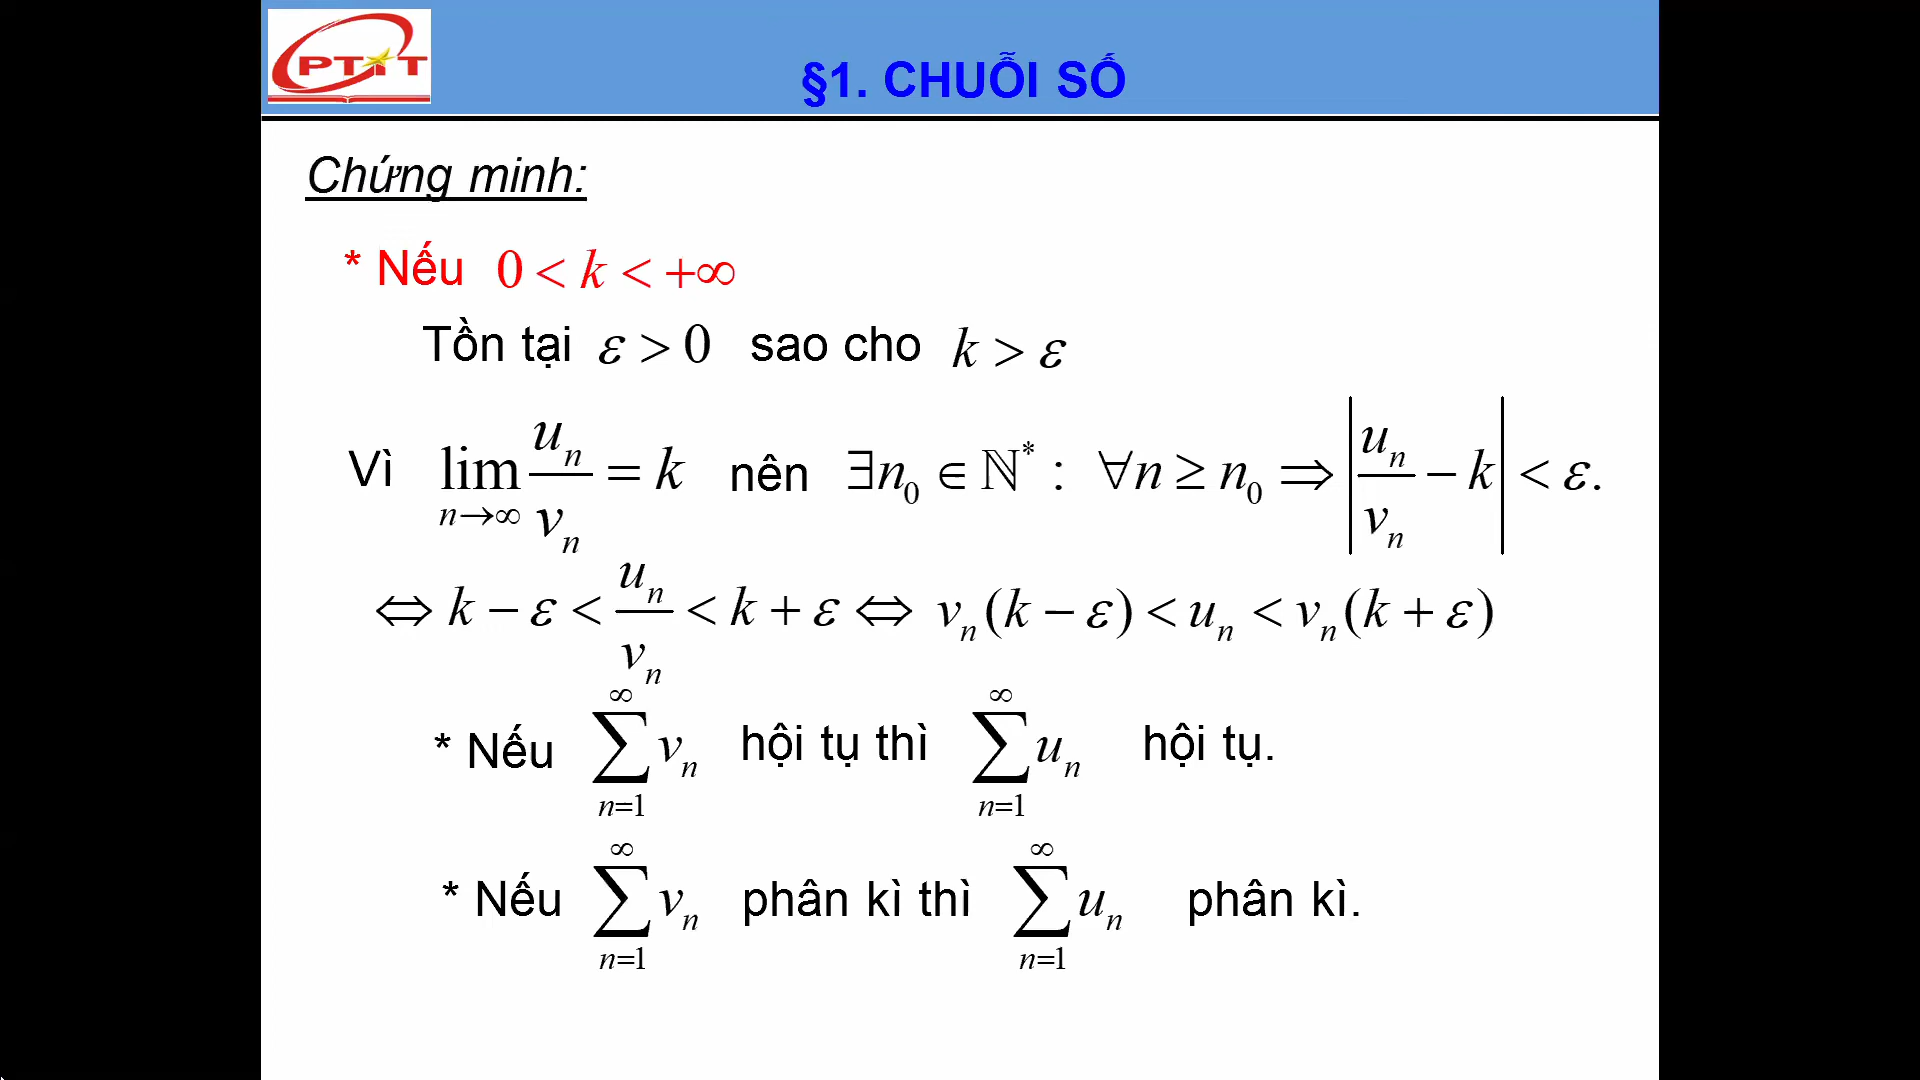 PTIT
§1. CHUỖI SỐ
Chứng minh:
* Nếu 0 < k < +∞
Tồn tại ε > 0 sao cho k > ε
Vì lim_{n→∞} u_n/v_n = k nên ∃n_0 ∈ ℕ^* : ∀n ≥ n_0 ⇒ |u_n/v_n − k| < ε.
⇔ k − ε < u_n/v_n < k + ε ⇔ v_n(k − ε) < u_n < v_n(k + ε)
* Nếu ∑_{n=1}^{∞} v_n hội tụ thì ∑_{n=1}^{∞} u_n hội tụ.
* Nếu ∑_{n=1}^{∞} v_n phân kì thì ∑_{n=1}^{∞} u_n phân kì.